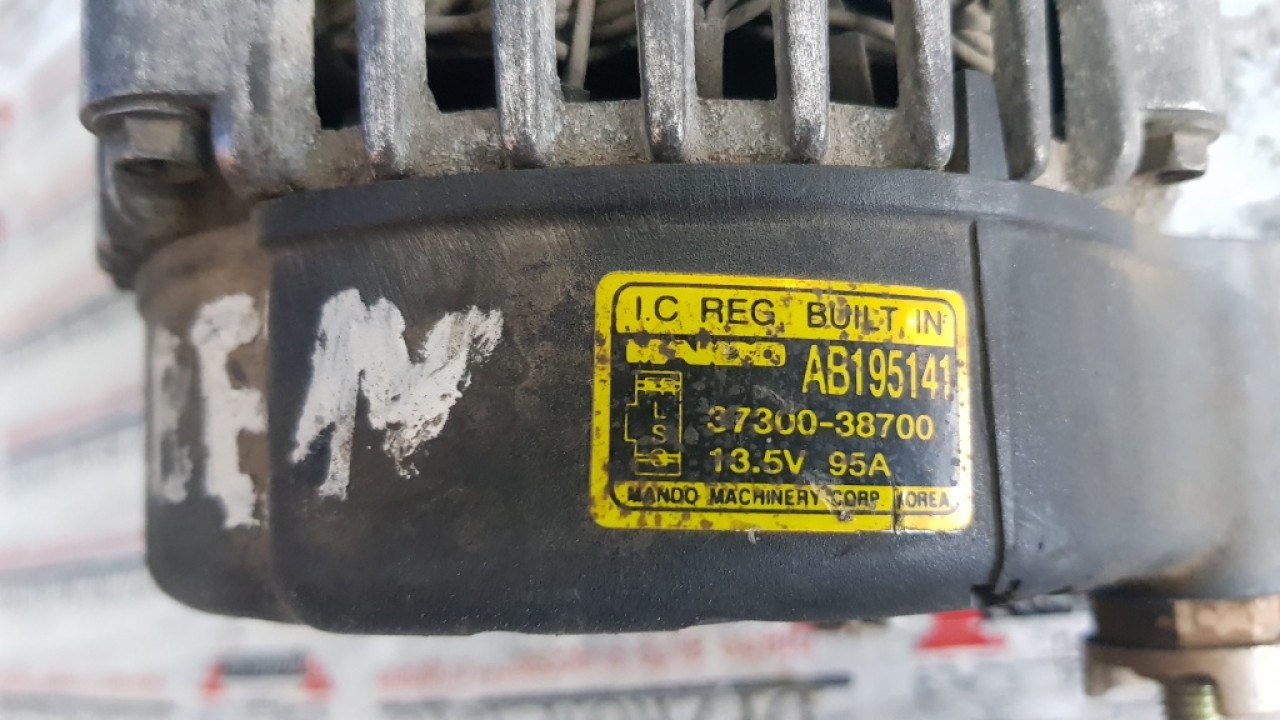 I.C REG. BUILT IN
MANDO AB195141
L
S
37300-38700
13.5V 95A
MANDO MACHINERY CORP. KOREA